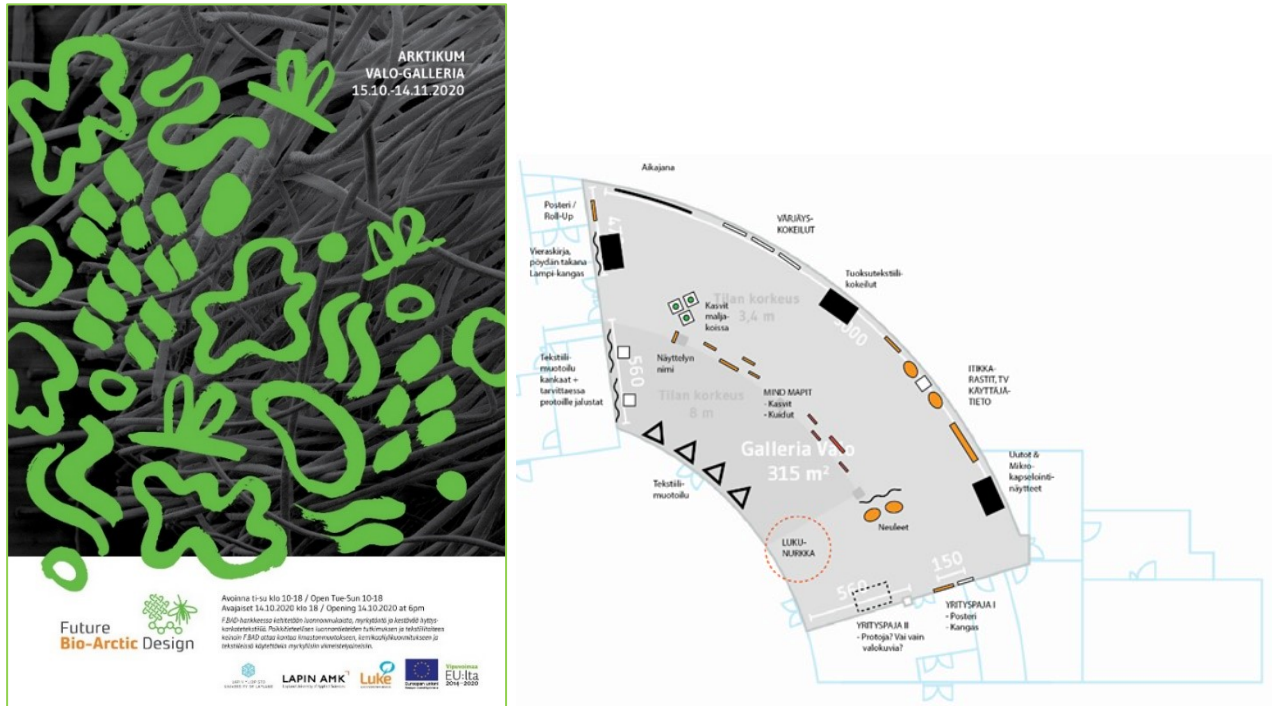 ARKTIKUM
VALO-GALLERIA
15.10.-14.11.2020
Future
Bio-Arctic Design
Avoinna ti-su klo 10-18 / Open Tue-Sun 10-18
Avajaiset 14.10.2020 klo 18 / Opening 14.10.2020 at 6pm
LAPIN AMK
Luke
Vipuvoimaa
EU:lta
2014-2020
Aikajana
Posteri /
Roll-Up
VÄRJÄYS-
KOKEILUT
Vieraskirja,
pöydän takana
Lampi-kangas
Tuoksutekstiili-
kokeilut
Tilan korkeus
3,4 m
Kasvit
malja-
koissa
Näyttelyn
nimi
Tekstiili-
muotoilu
kankaat +
tarvittaessa
protoille jalustat
560
Tilan korkeus
8 m
MIND MAPIT
- Kasvit
- Kuidut
ITIKKA-
RASTIT, TV
KÄYTTÄJÄ-
TIETO
Galleria Valo
315 m²
Uutot &
Mikro-
kapselointi-
näytteet
Tekstiili-
muotoilu
Neuleet
LUKU-
NURKKA
150
560
YRITYSPAJA I
- Posteri
- Kangas
YRITYSPAJA II
- Protoja? Vai vain
valokuvia?